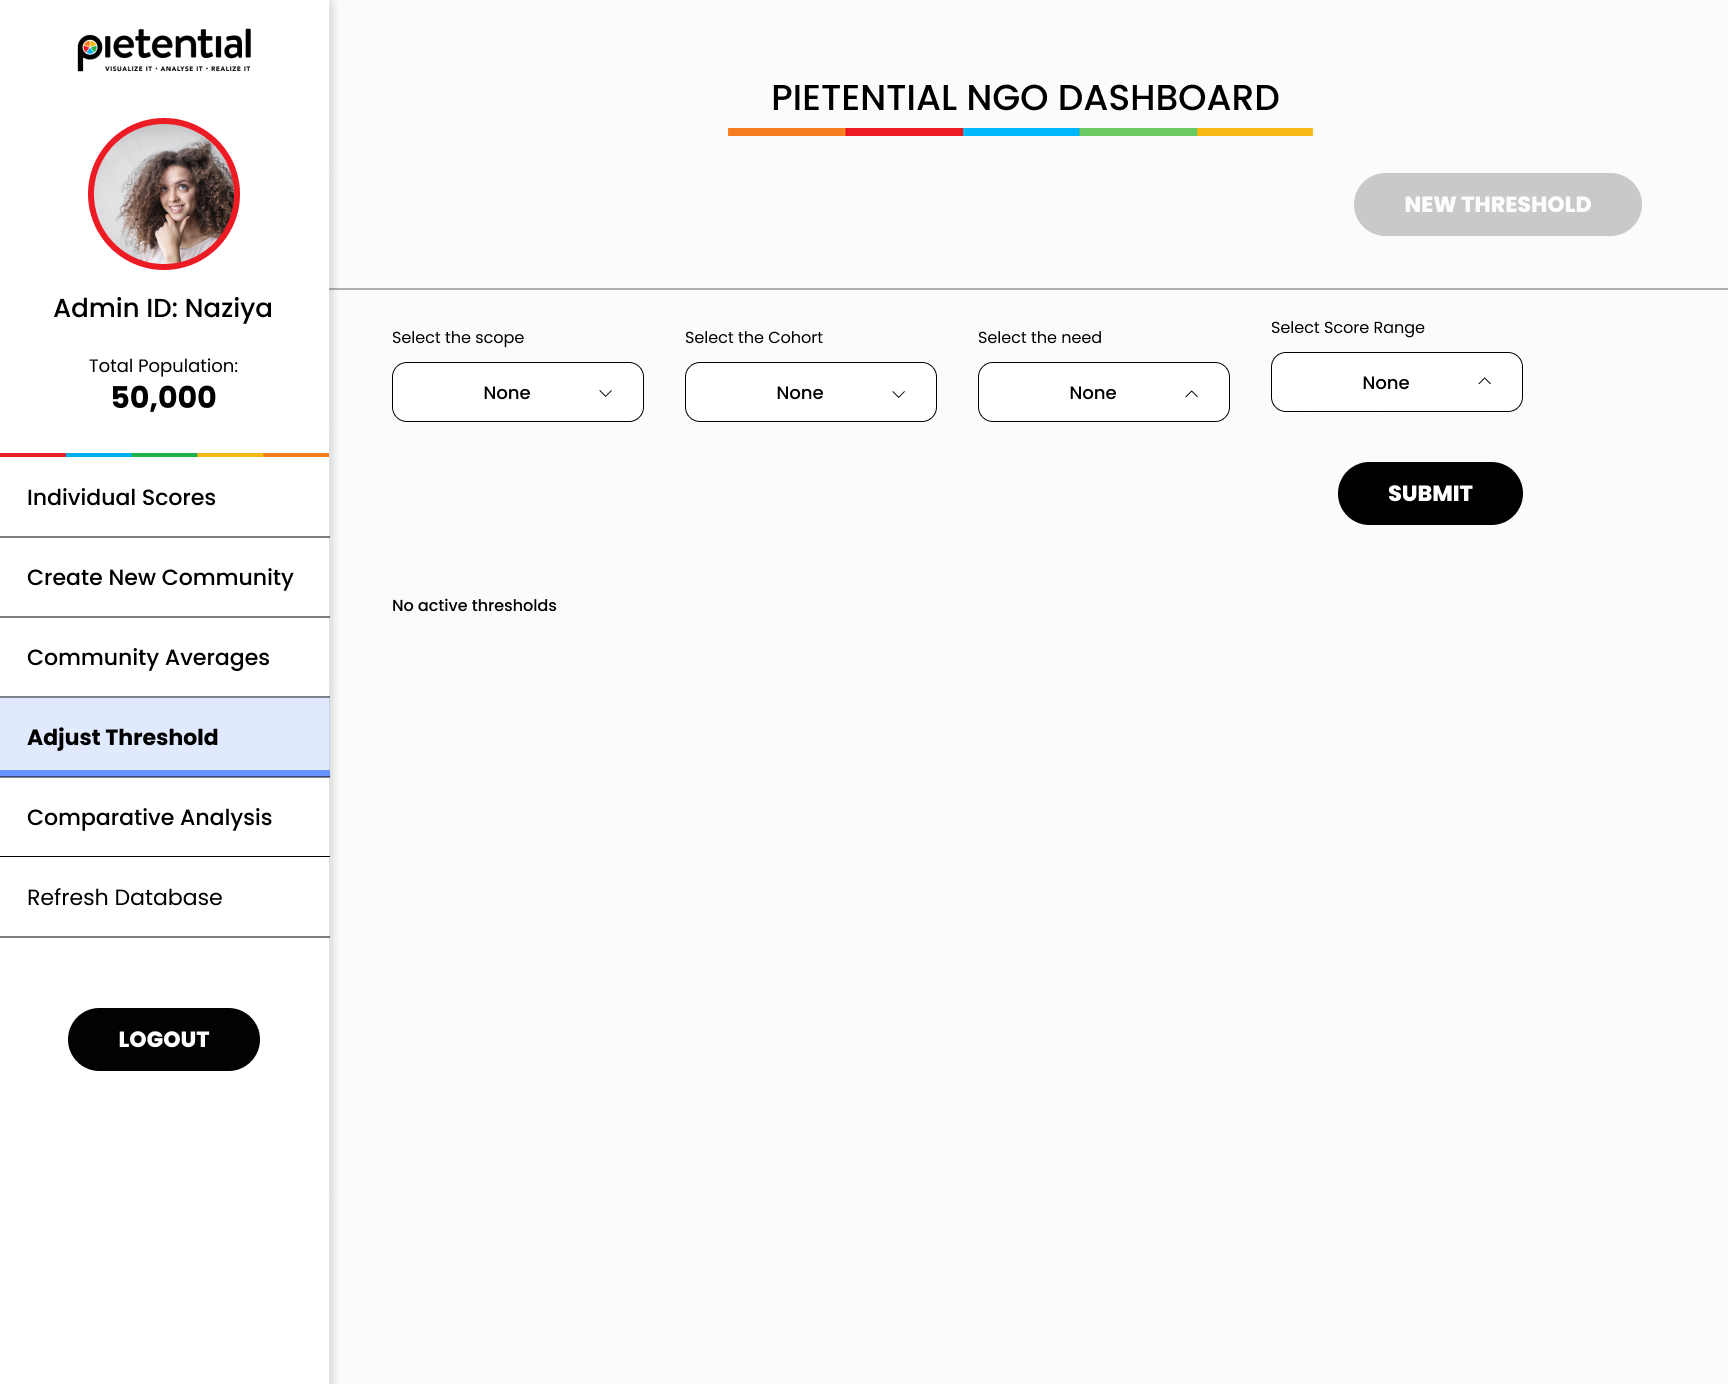 pietential
VISUALIZE IT • ANALYSE IT • REALIZE IT
Admin ID: Naziya
Total Population:
50,000
Individual Scores
Create New Community
Community Averages
Adjust Threshold
Comparative Analysis
Refresh Database
LOGOUT
PIETENTIAL NGO DASHBOARD
NEW THRESHOLD
Select the scope
None
Select the Cohort
None
Select the need
None
Select Score Range
None
SUBMIT
No active thresholds